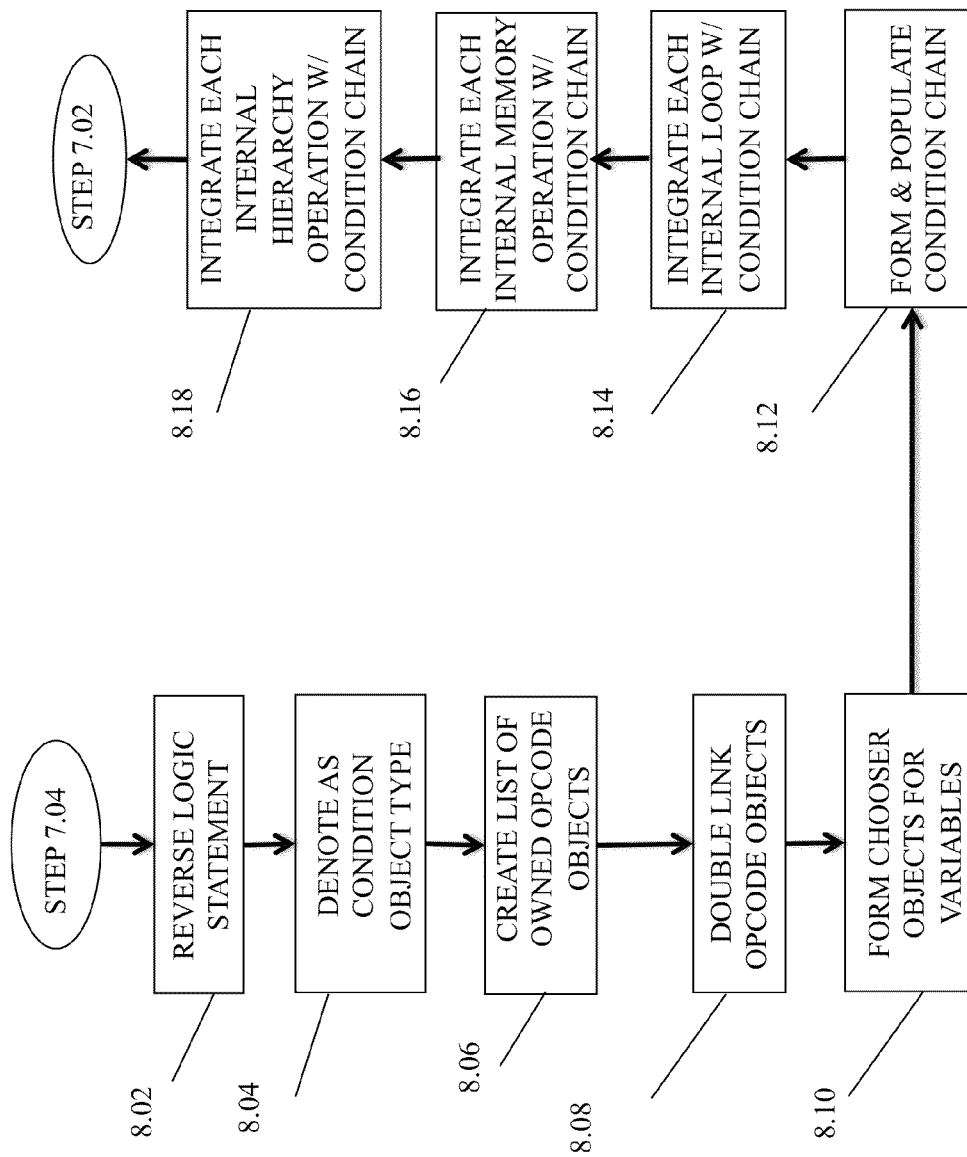 STEP 7.04
REVERSE LOGIC
STATEMENT
8.02
DENOTE AS
CONDITION
OBJECT TYPE
8.04
CREATE LIST OF
OWNED OPCODE
OBJECTS
8.06
DOUBLE LINK
OPCODE OBJECTS
8.08
FORM CHOOSER
OBJECTS FOR
VARIABLES
8.10
FORM & POPULATE
CONDITION CHAIN
8.12
INTEGRATE EACH
INTERNAL LOOP W/
CONDITION CHAIN
8.14
INTEGRATE EACH
INTERNAL MEMORY
OPERATION W/
CONDITION CHAIN
8.16
INTEGRATE EACH
INTERNAL
HIERARCHY
OPERATION W/
CONDITION CHAIN
8.18
STEP 7.02